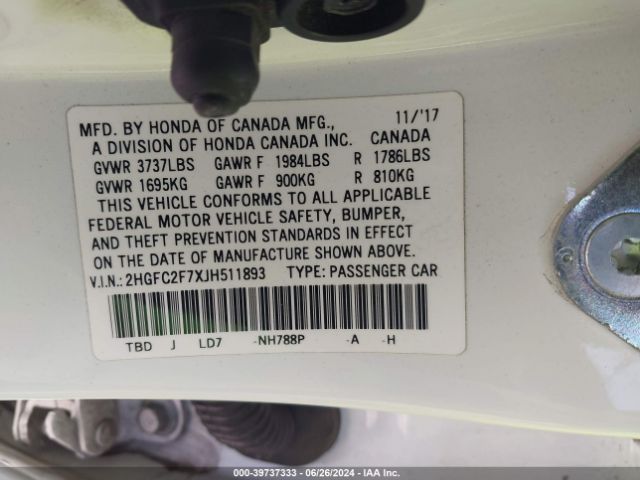 MFD. BY HONDA OF CANADA MFG., 11/'17
A DIVISION OF HONDA CANADA INC. CANADA
GVWR 3737LBS GAWR F 1984LBS R 1786LBS
GVWR 1695KG GAWR F 900KG R 810KG
THIS VEHICLE CONFORMS TO ALL APPLICABLE
FEDERAL MOTOR VEHICLE SAFETY, BUMPER,
AND THEFT PREVENTION STANDARDS IN EFFECT
ON THE DATE OF MANUFACTURE SHOWN ABOVE.
V.I.N.:2HGFC2F7XJH511893 TYPE: PASSENGER CAR
TBD J LD7 -NH788P -A -H
000-39737333 / 06/26/2024 / IAA Inc.